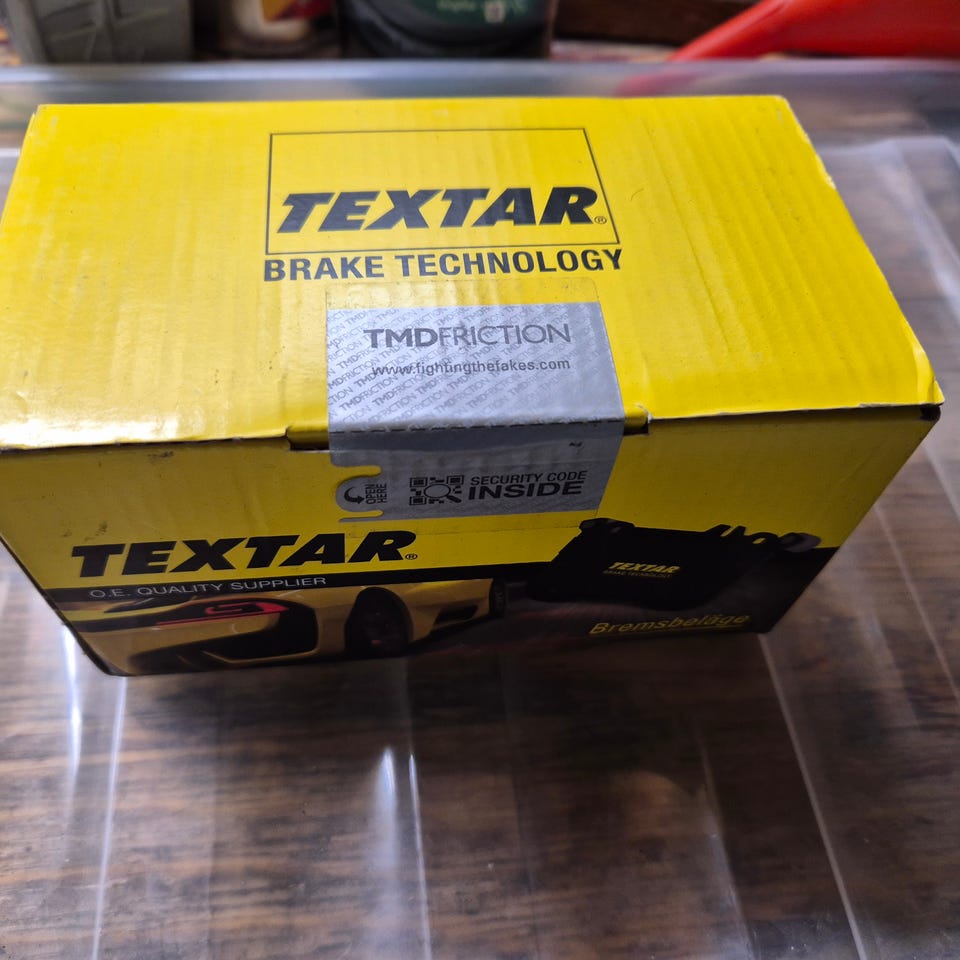 TEXTAR®
BRAKE TECHNOLOGY
TMDFRICTION
www.fightingthefakes.com
OPEN HERE
SECURITY CODE
INSIDE
TEXTAR®
O.E. QUALITY SUPPLIER
TEXTAR
BRAKE TECHNOLOGY
Bremsbeläge